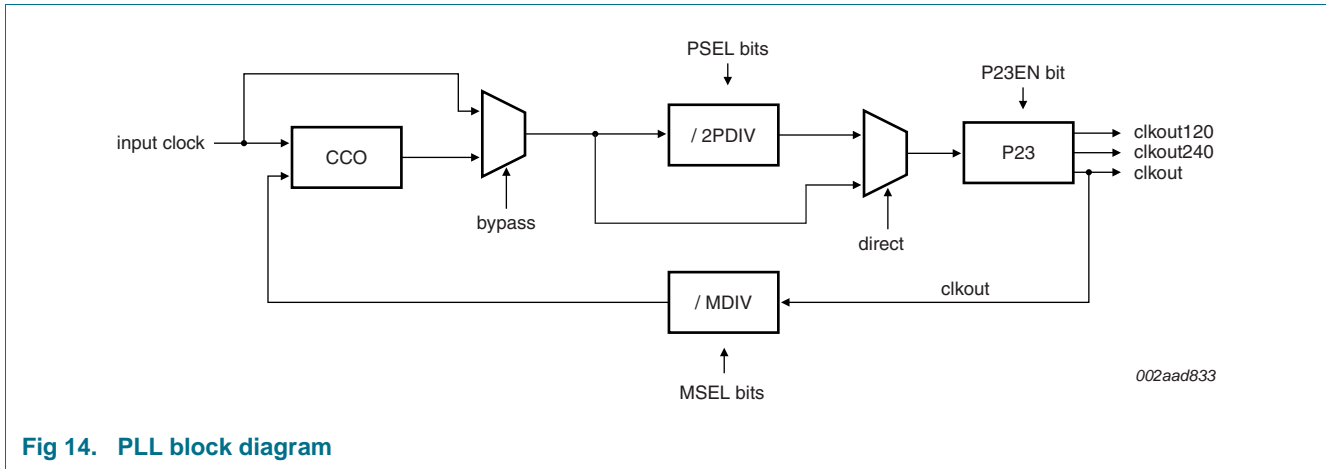 PSEL bits
P23EN bit
input clock
CCO
/ 2PDIV
P23
clkout120
clkout240
clkout
bypass
direct
/ MDIV
clkout
MSEL bits
002aad833
Fig 14. PLL block diagram